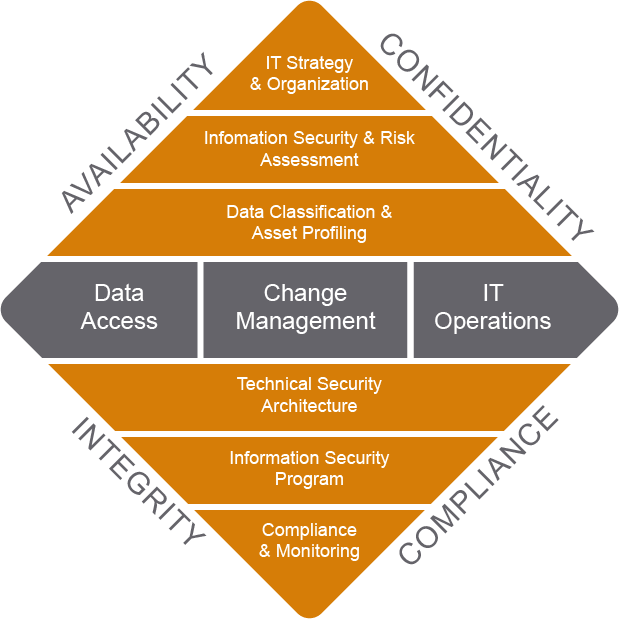 AVAILABILITY
CONFIDENTIALITY
IT Strategy
& Organization
Infomation Security & Risk
Assessment
Data Classification &
Asset Profiling
Data
Access
Change
Management
IT
Operations
Technical Security
Architecture
Information Security
Program
Compliance
& Monitoring
INTEGRITY
COMPLIANCE